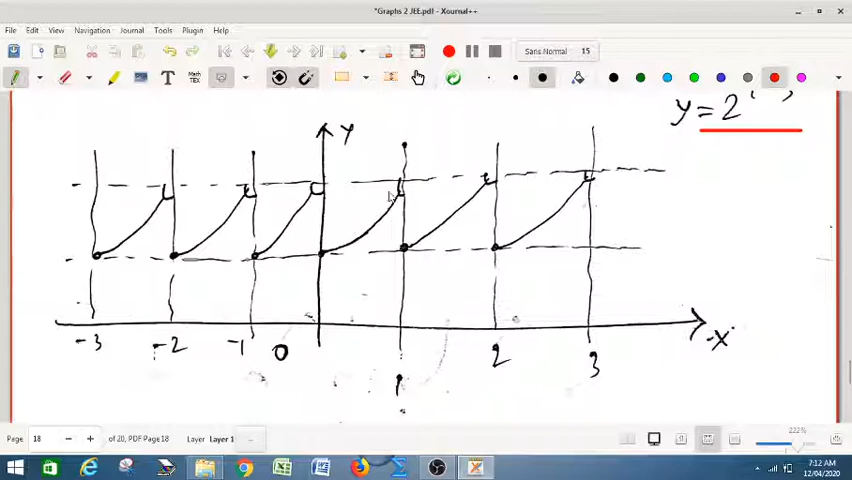 *Graphs 2 JEE.pdf - Xournal++
File Edit View Navigation Journal Tools Plugin Help
Sans Normal 15
Math TEX
y = 2
y
-3 -2 -1 0 1 2 3
x
Page 18 of 20, PDF Page 18 Layer Layer 1 222%
7:12 AM
12/04/2020